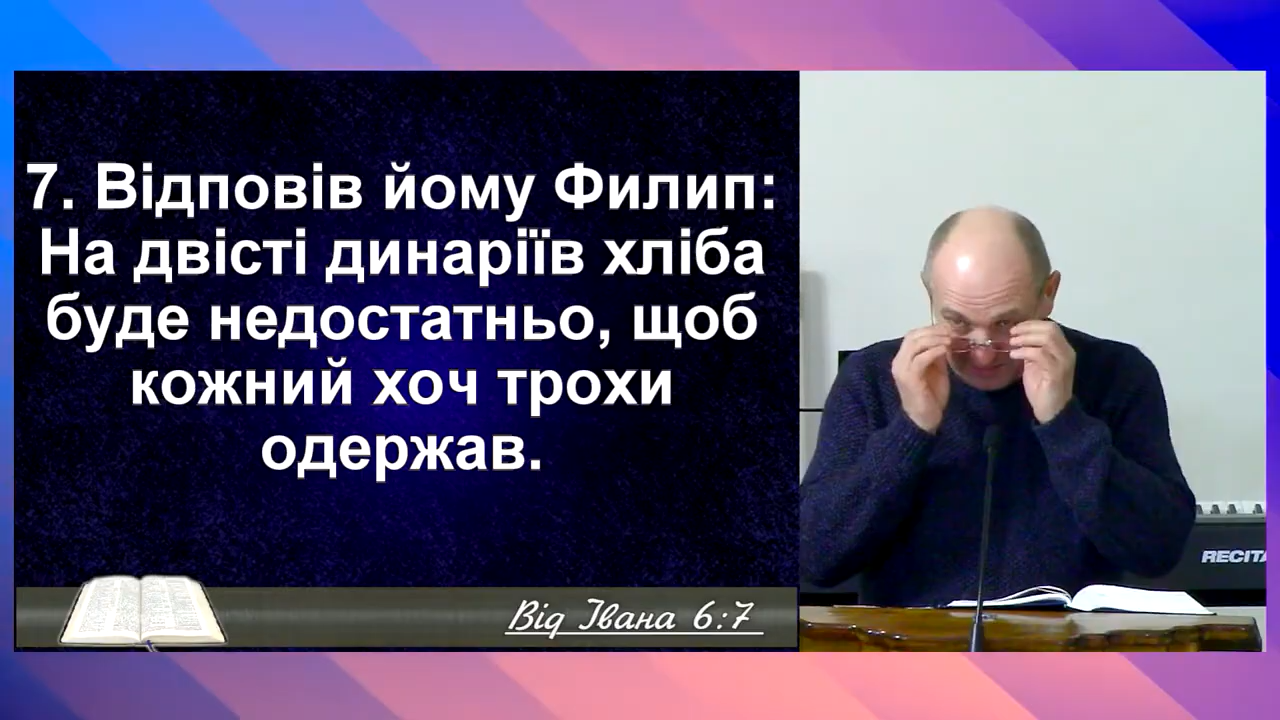 7. Відповів йому Филип:
На двісті динаріїв хліба
буде недостатньо, щоб
кожний хоч трохи
одержав.
Від Івана 6:7
RECITA